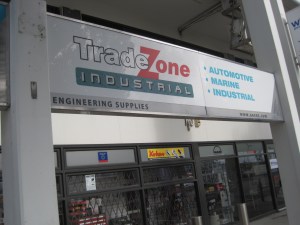 TradeZone
INDUSTRIAL
ENGINEERING SUPPLIES
• AUTOMOTIVE
• MARINE
• INDUSTRIAL